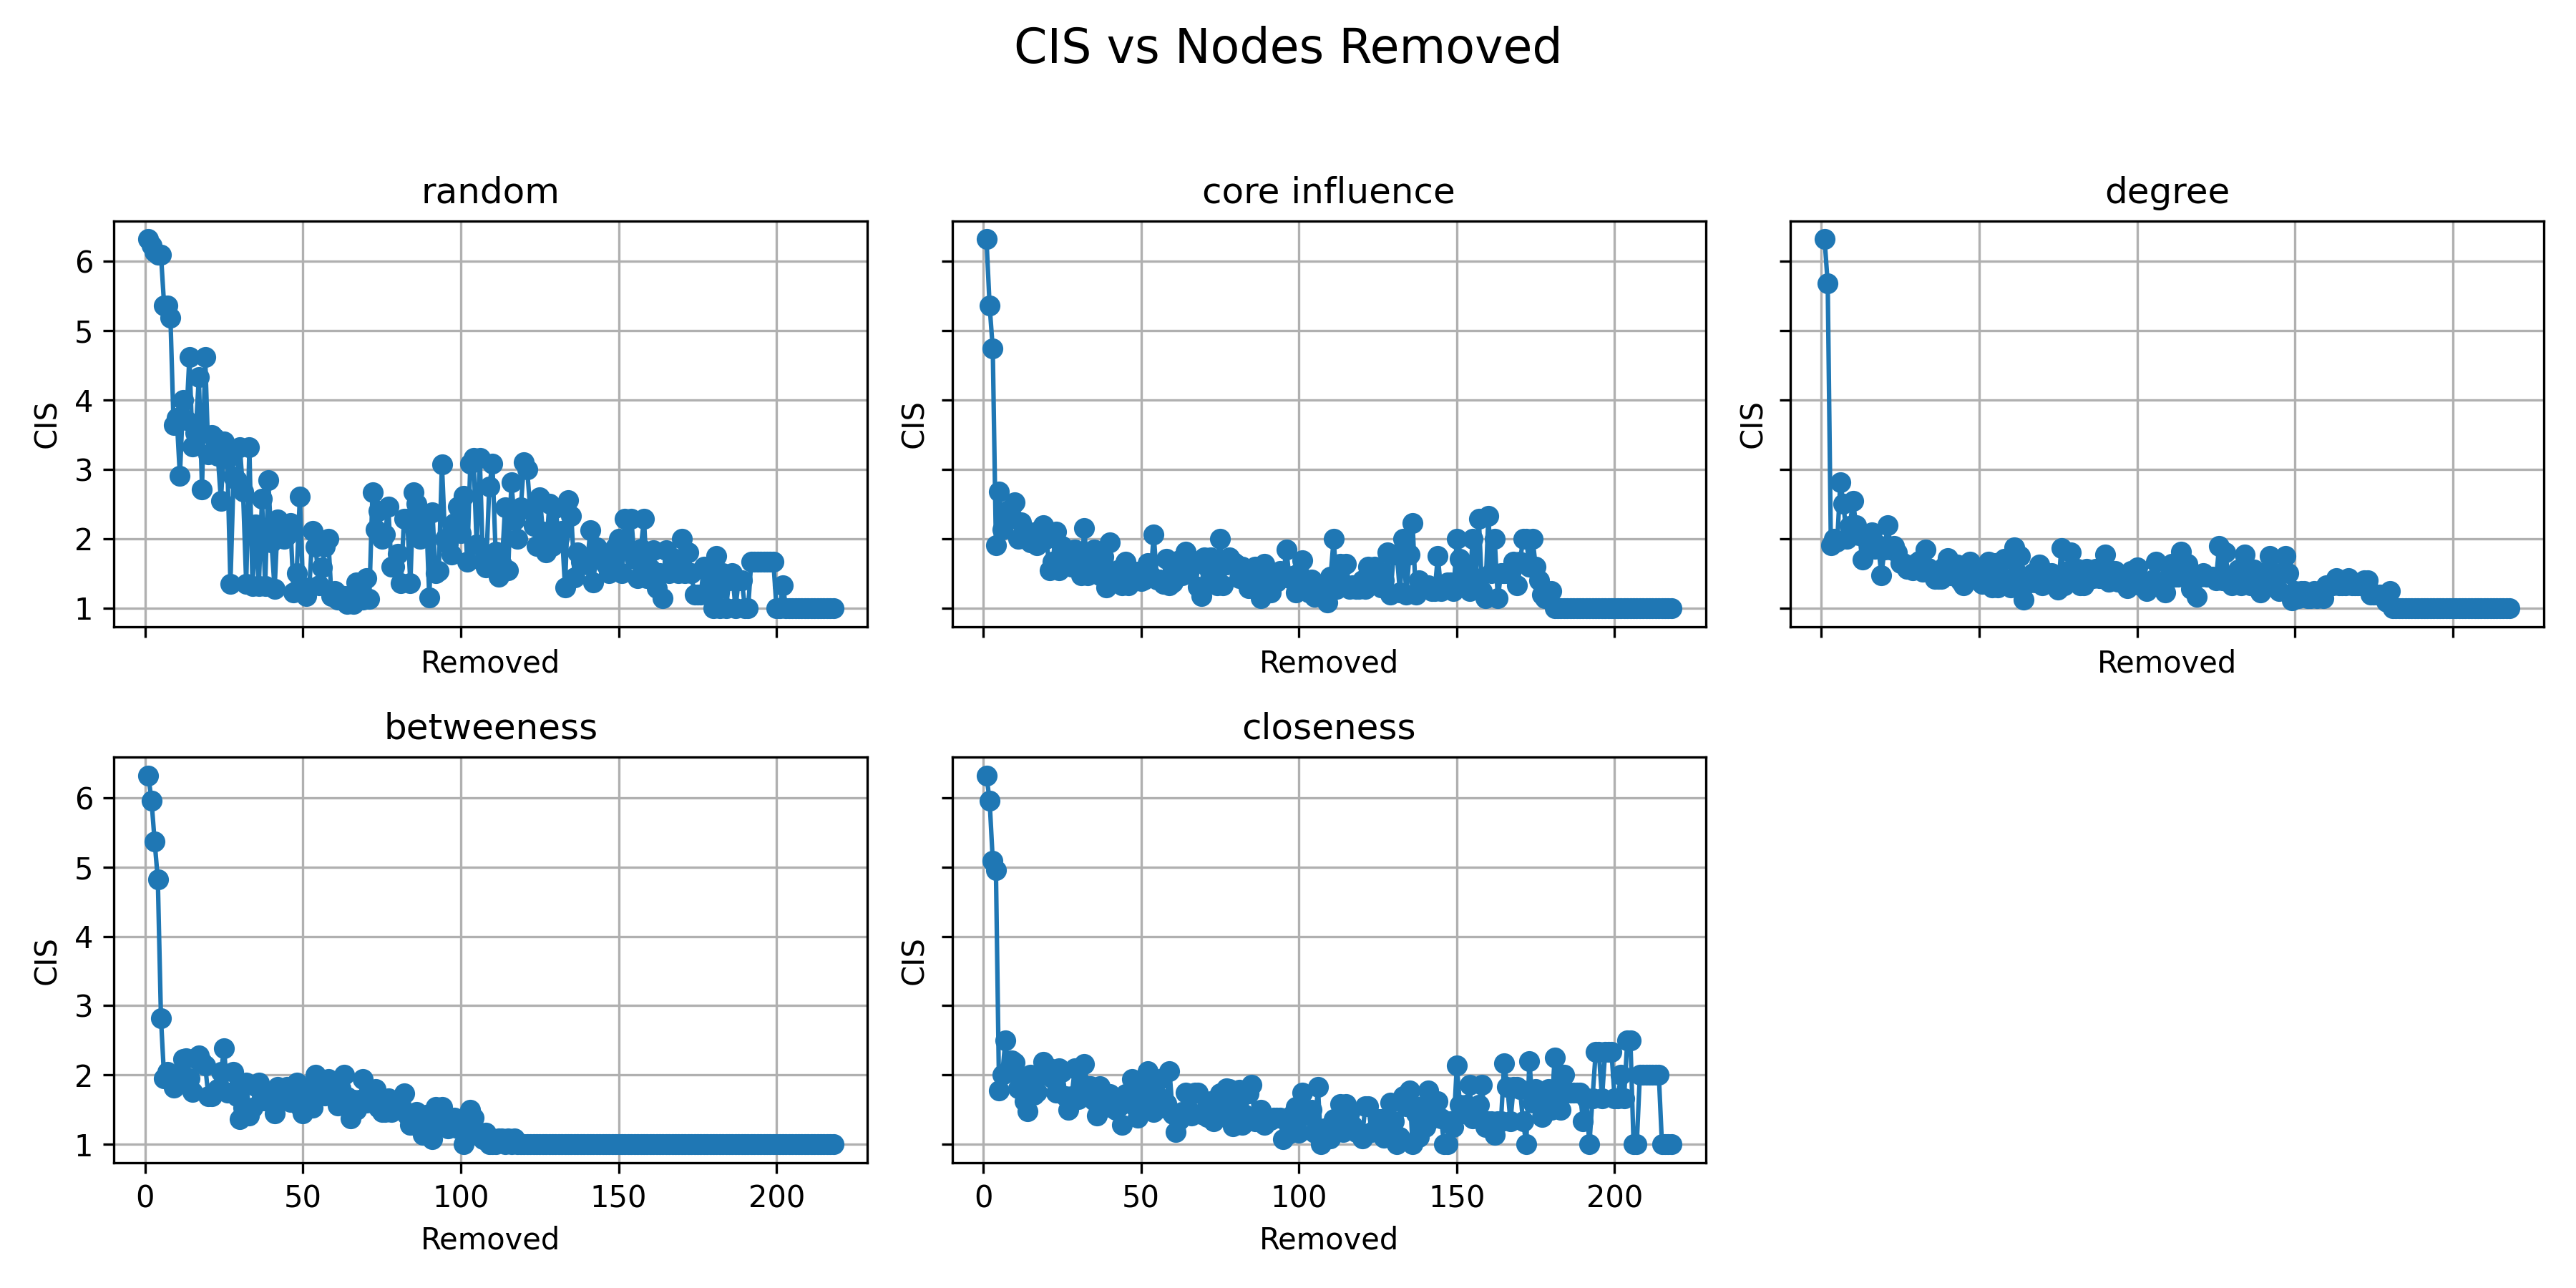 CIS vs Nodes Removed
random
core influence
degree
CIS
6
5
4
3
2
1
Removed
CIS
Removed
CIS
Removed
betweeness
closeness
CIS
6
5
4
3
2
1
0 50 100 150 200
Removed
CIS
0 50 100 150 200
Removed